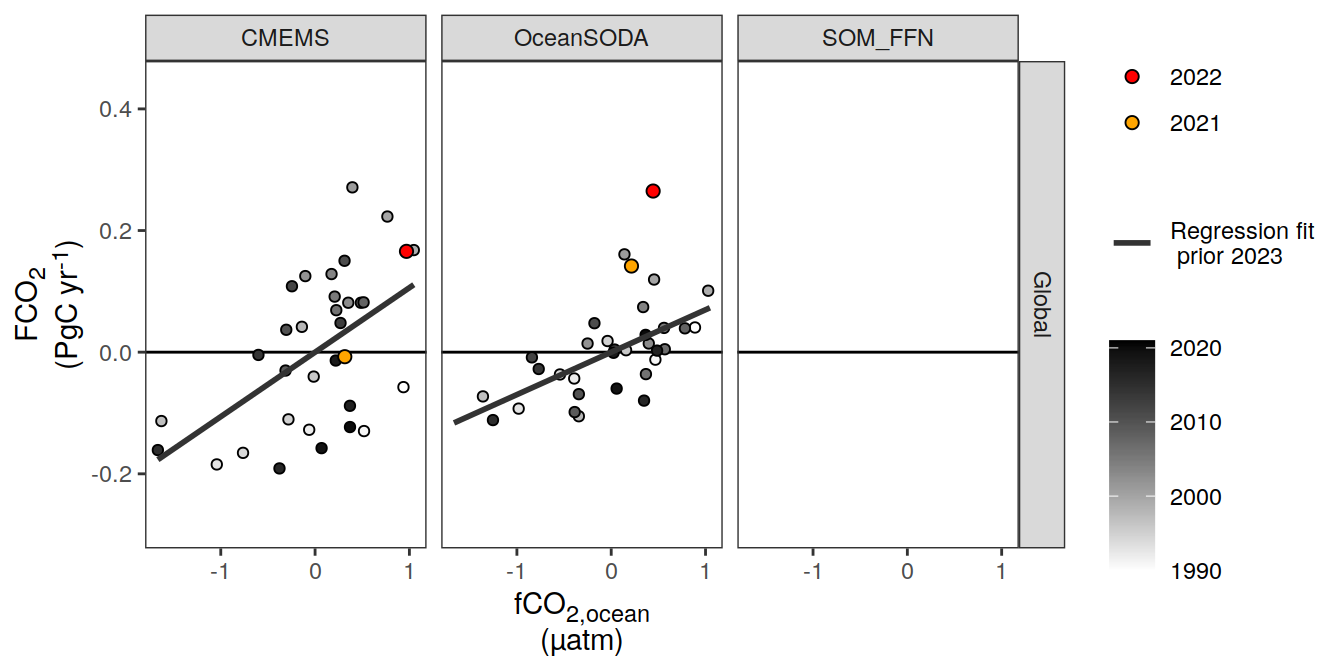 CMEMS
OceanSODA
SOM_FFN
Global
FCO2
(PgC yr-1)
0.4
0.2
0.0
-0.2
-1 0 1
-1 0 1
-1 0 1
fCO2,ocean
(µatm)
2022
2021
Regression fit
prior 2023
2020
2010
2000
1990